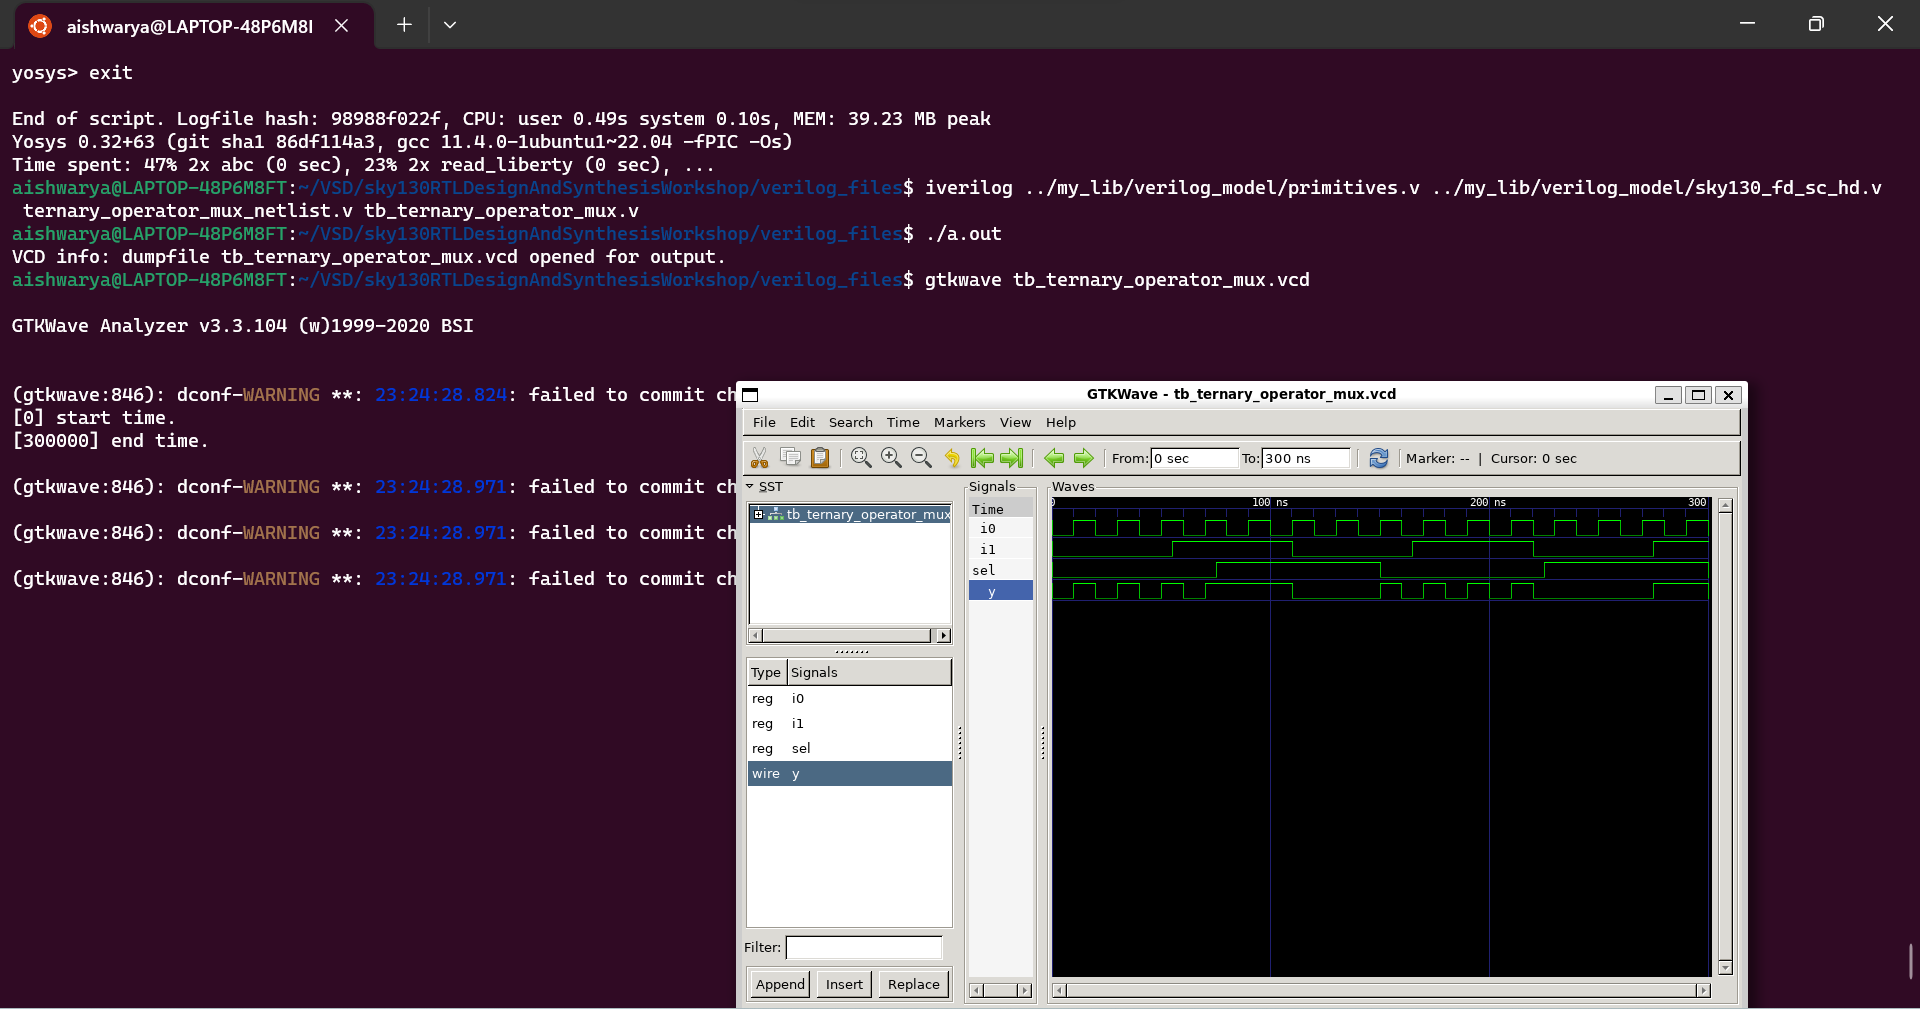 aishwarya@LAPTOP-48P6M8I
yosys> exit
End of script. Logfile hash: 98988f022f, CPU: user 0.49s system 0.10s, MEM: 39.23 MB peak
Yosys 0.32+63 (git sha1 86df114a3, gcc 11.4.0-1ubuntu1~22.04 -fPIC -Os)
Time spent: 47% 2x abc (0 sec), 23% 2x read_liberty (0 sec), ...
aishwarya@LAPTOP-48P6M8FT:~/VSD/sky130RTLDesignAndSynthesisWorkshop/verilog_files$ iverilog ../my_lib/verilog_model/primitives.v ../my_lib/verilog_model/sky130_fd_sc_hd.v
ternary_operator_mux_netlist.v tb_ternary_operator_mux.v
aishwarya@LAPTOP-48P6M8FT:~/VSD/sky130RTLDesignAndSynthesisWorkshop/verilog_files$ ./a.out
VCD info: dumpfile tb_ternary_operator_mux.vcd opened for output.
aishwarya@LAPTOP-48P6M8FT:~/VSD/sky130RTLDesignAndSynthesisWorkshop/verilog_files$ gtkwave tb_ternary_operator_mux.vcd
GTKWave Analyzer v3.3.104 (w)1999-2020 BSI
(gtkwave:846): dconf-WARNING **: 23:24:28.824: failed to commit ch
[0] start time.
[300000] end time.
(gtkwave:846): dconf-WARNING **: 23:24:28.971: failed to commit ch
(gtkwave:846): dconf-WARNING **: 23:24:28.971: failed to commit ch
(gtkwave:846): dconf-WARNING **: 23:24:28.971: failed to commit ch
GTKWave - tb_ternary_operator_mux.vcd
File Edit Search Time Markers View Help
From: 0 sec To: 300 ns Marker: -- | Cursor: 0 sec
SST
tb_ternary_operator_mux
Type Signals
reg i0
reg i1
reg sel
wire y
Filter:
Append Insert Replace
Signals
Time
i0
i1
sel
y
Waves
0 100 ns 200 ns 300